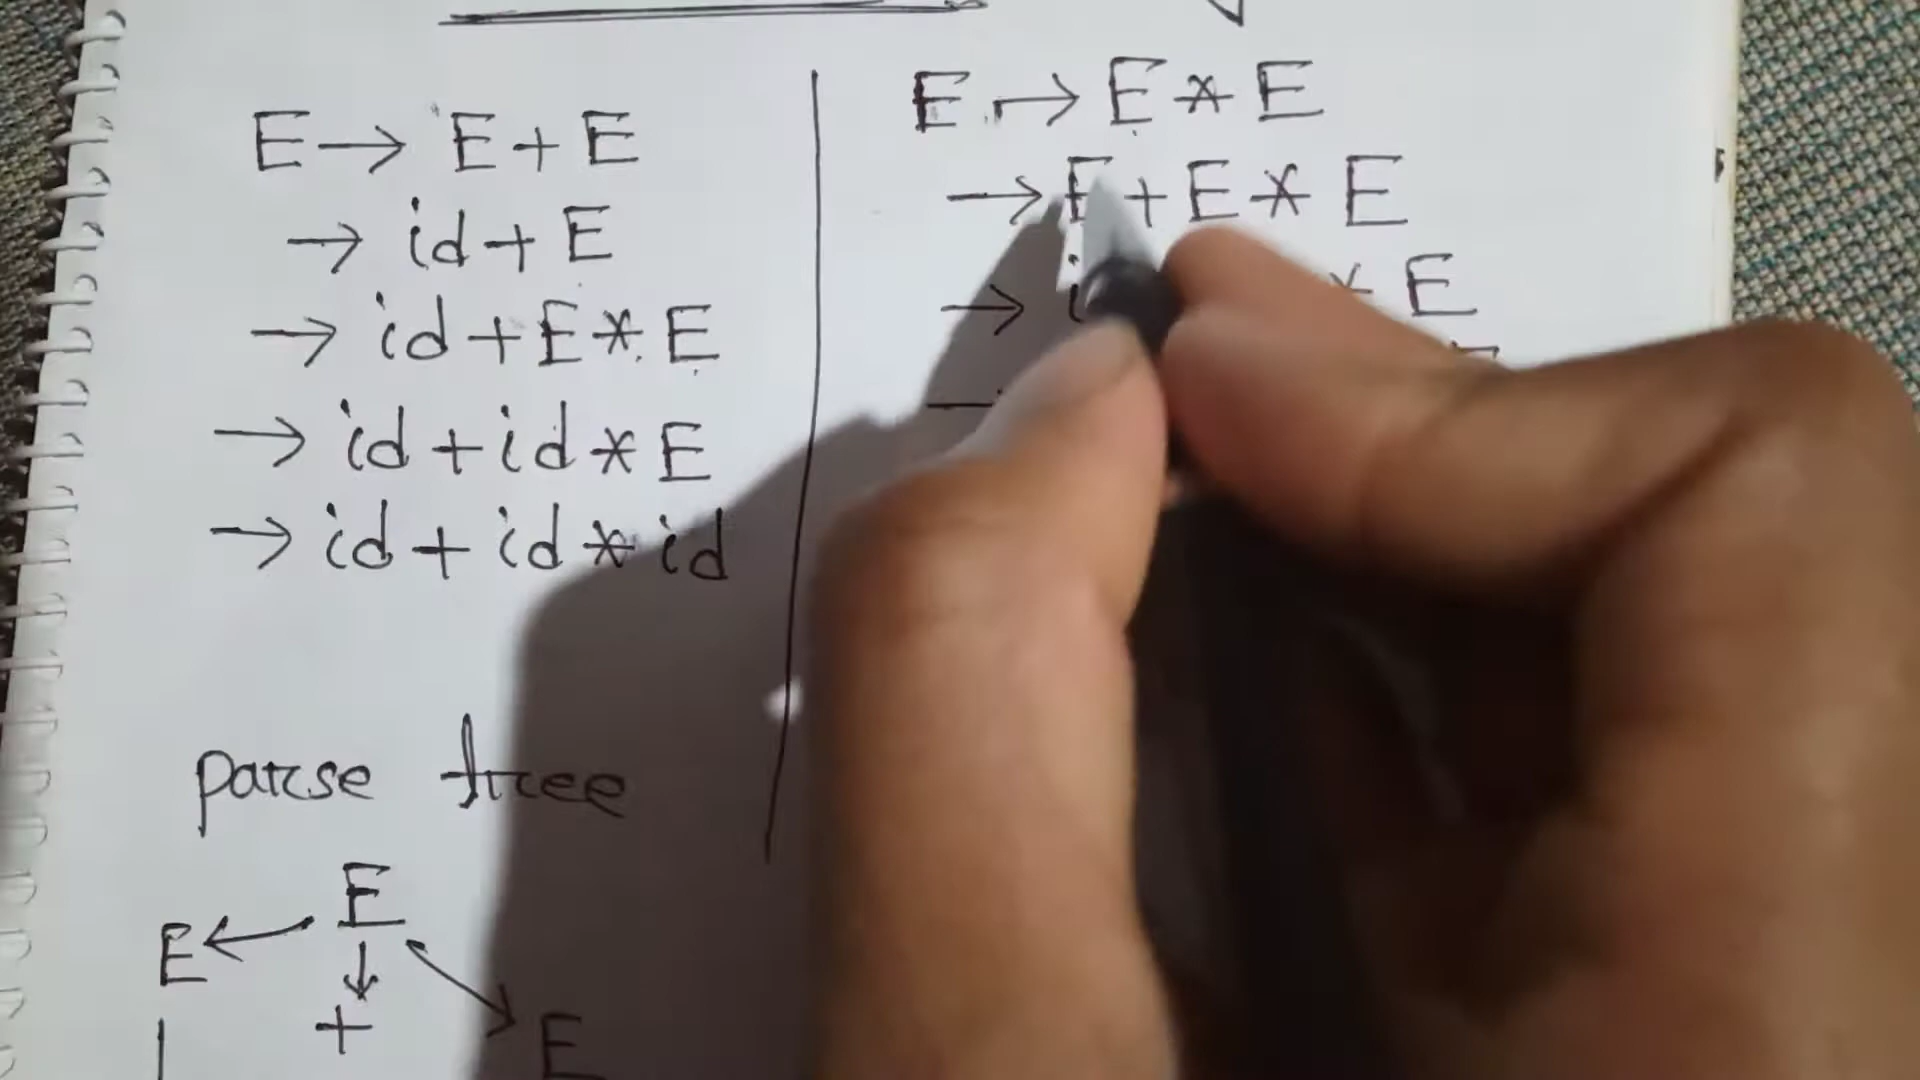 E → E + E
→ id + E
→ id + E * E
→ id + id * E
→ id + id * id
parse tree
E
E
+
E
E → E * E
→ E + E * E
→ i * E